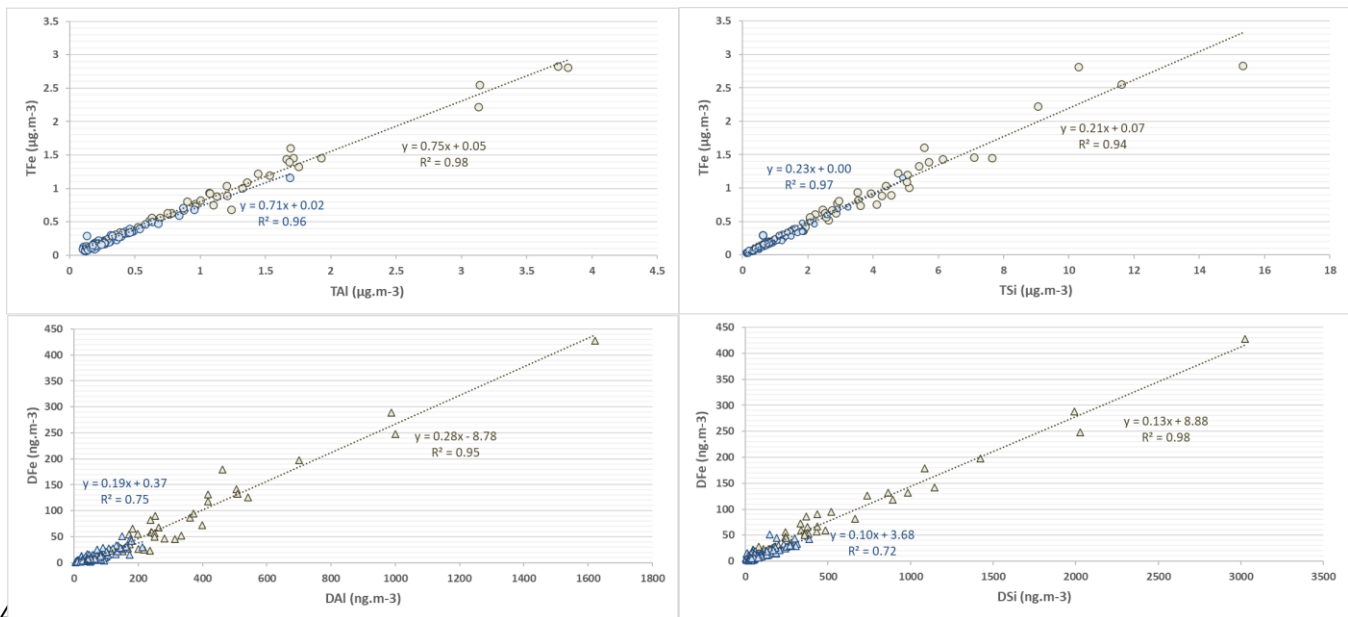 3.5
3
2.5
2
1.5
1
0.5
0
TFe (µg.m-3)
y = 0.75x + 0.05
R² = 0.98
y = 0.71x + 0.02
R² = 0.96
0 0.5 1 1.5 2 2.5 3 3.5 4 4.5
TAl (µg.m-3)
3.5
3
2.5
2
1.5
1
0.5
0
TFe (µg.m-3)
y = 0.21x + 0.07
R² = 0.94
y = 0.23x + 0.00
R² = 0.97
0 2 4 6 8 10 12 14 16 18
TSi (µg.m-3)
450
400
350
300
250
200
150
100
50
0
DFe (ng.m-3)
y = 0.28x - 8.78
R² = 0.95
y = 0.19x + 0.37
R² = 0.75
0 200 400 600 800 1000 1200 1400 1600 1800
DAl (ng.m-3)
450
400
350
300
250
200
150
100
50
0
DFe (ng.m-3)
y = 0.13x + 8.88
R² = 0.98
y = 0.10x + 3.68
R² = 0.72
0 500 1000 1500 2000 2500 3000 3500
DSi (ng.m-3)